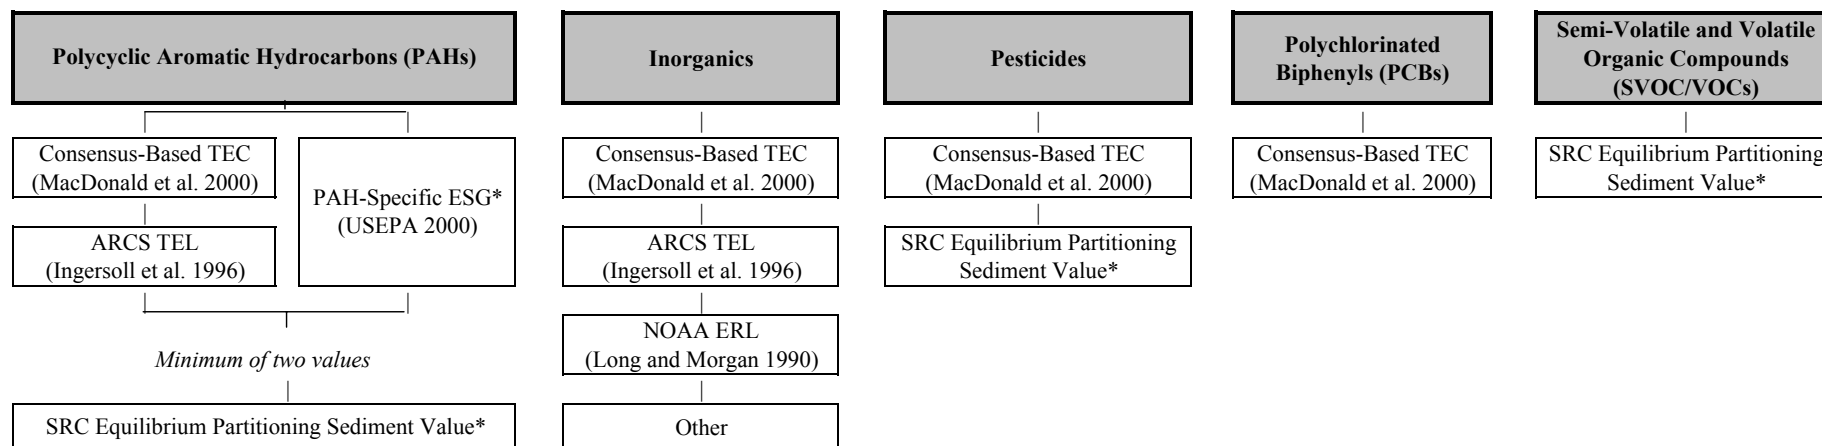 Polycyclic Aromatic Hydrocarbons (PAHs)
Consensus-Based TEC
(MacDonald et al. 2000)
PAH-Specific ESG*
(USEPA 2000)
ARCS TEL
(Ingersoll et al. 1996)
Minimum of two values
SRC Equilibrium Partitioning Sediment Value*
Inorganics
Consensus-Based TEC
(MacDonald et al. 2000)
ARCS TEL
(Ingersoll et al. 1996)
NOAA ERL
(Long and Morgan 1990)
Other
Pesticides
Consensus-Based TEC
(MacDonald et al. 2000)
SRC Equilibrium Partitioning
Sediment Value*
Polychlorinated
Biphenyls (PCBs)
Consensus-Based TEC
(MacDonald et al. 2000)
Semi-Volatile and Volatile
Organic Compounds
(SVOC/VOCs)
SRC Equilibrium Partitioning
Sediment Value*